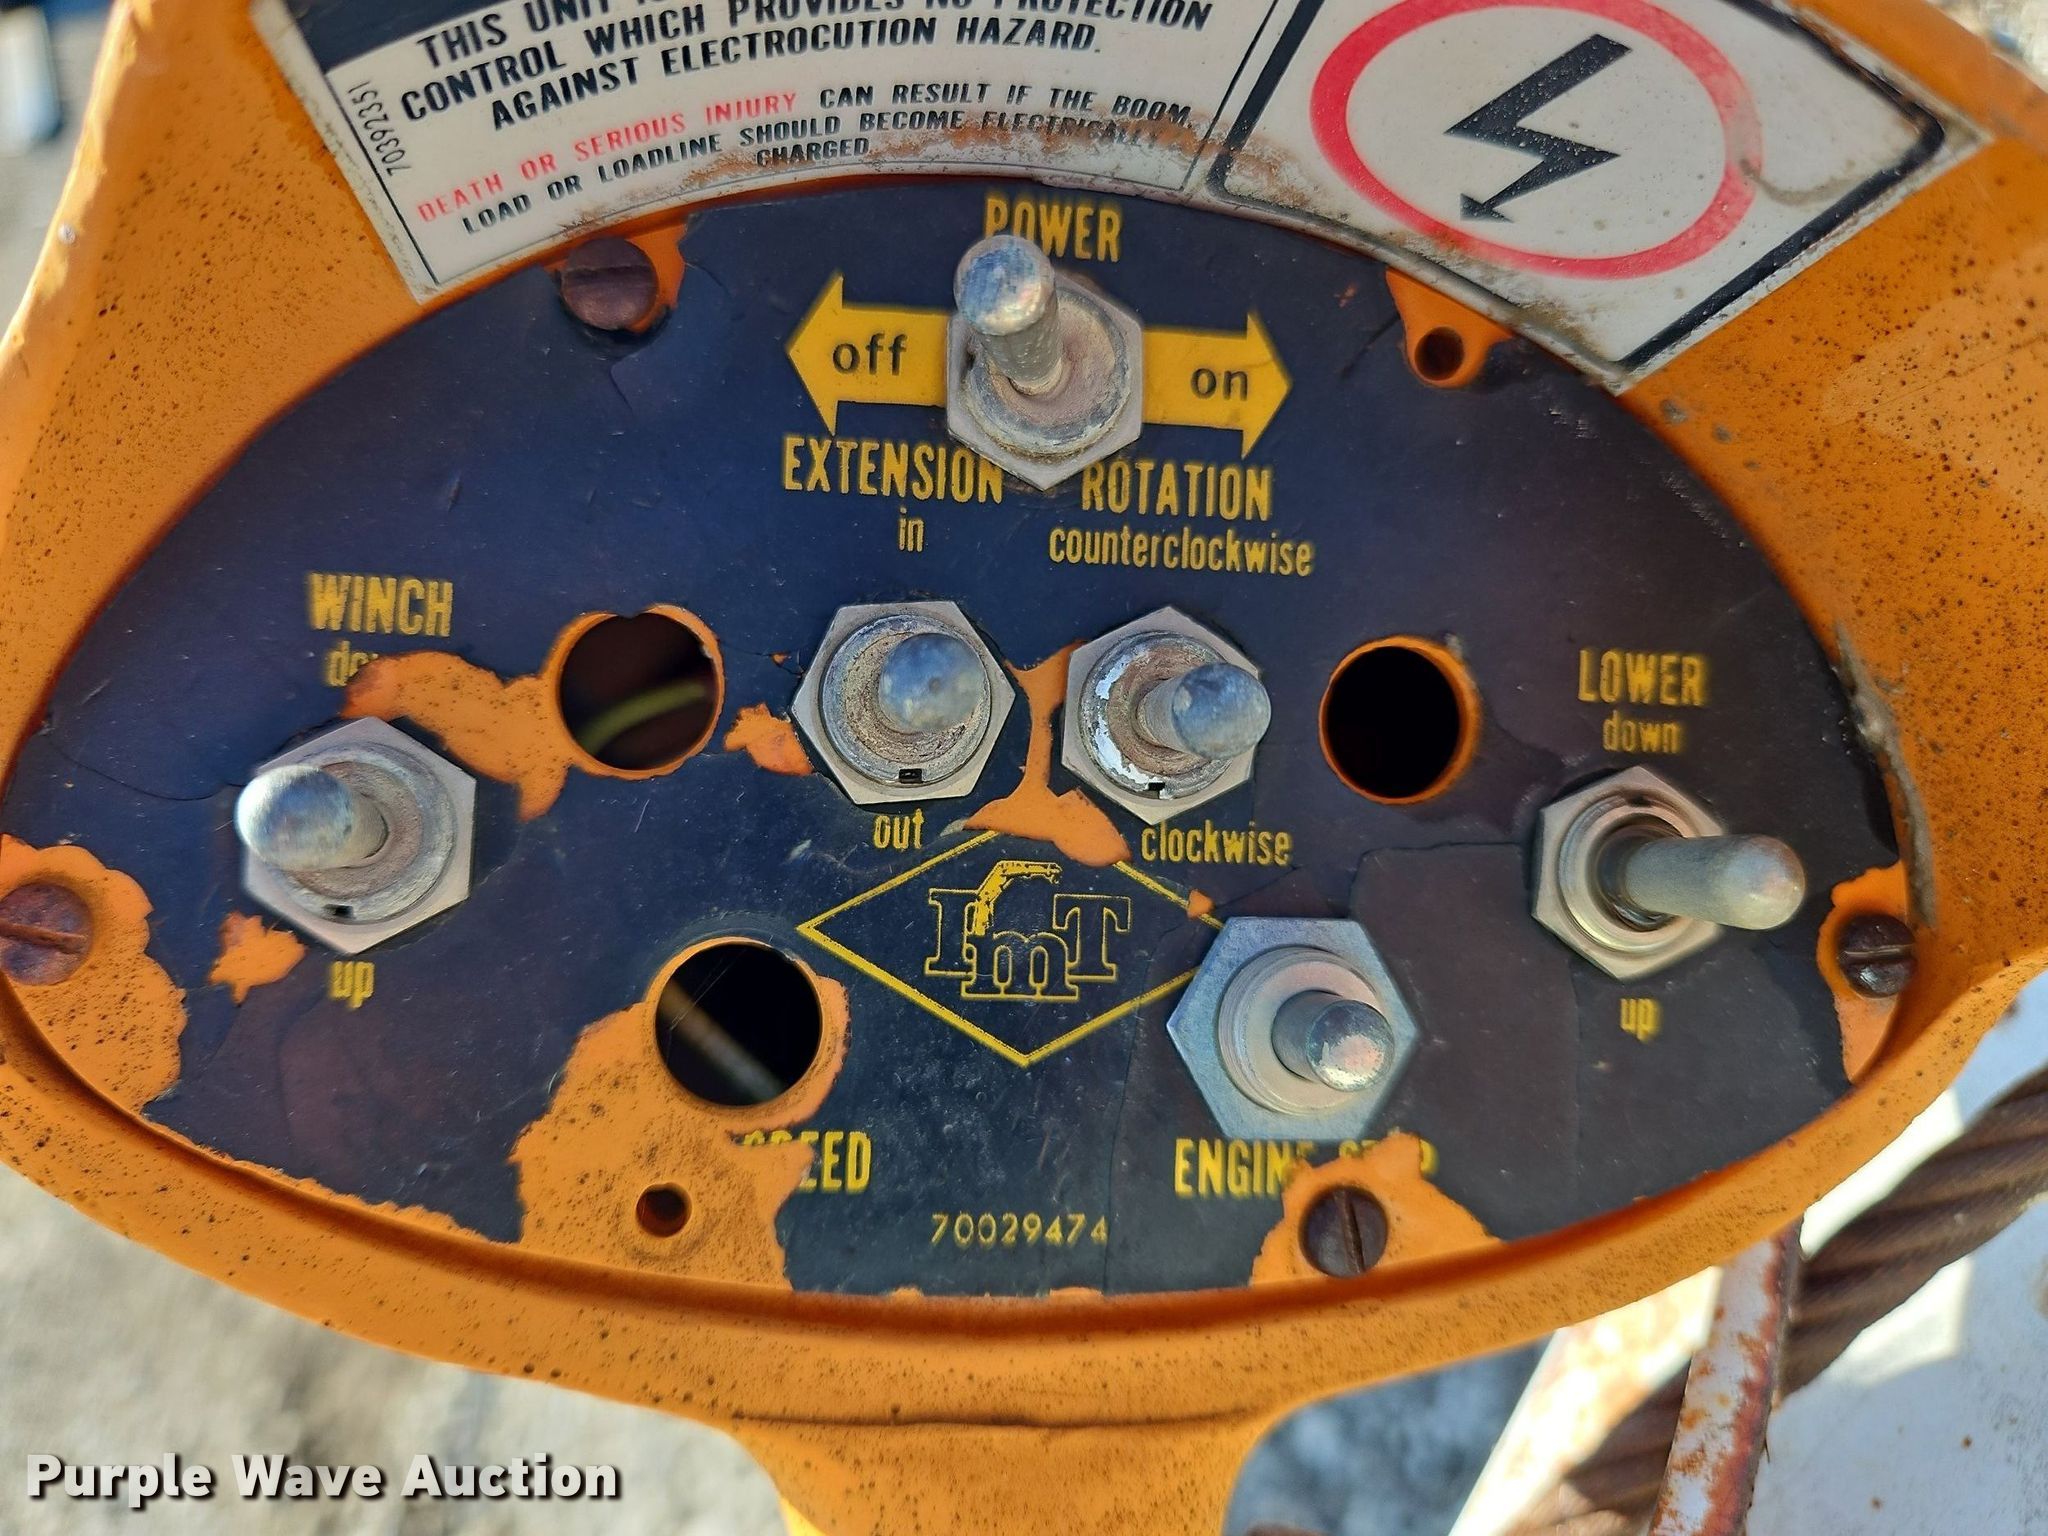 THIS UNIT
CONTROL WHICH PROVIDES NO PROTECTION
AGAINST ELECTROCUTION HAZARD.
DEATH OR SERIOUS INJURY CAN RESULT IF THE BOOM,
LOAD OR LOADLINE SHOULD BECOME ELECTRICALLY
CHARGED
70392351
POWER
off
on
EXTENSION
in
ROTATION
counterclockwise
WINCH
LOWER
down
out
clockwise
up
ImT
up
ENGINE
70029474
Purple Wave Auction